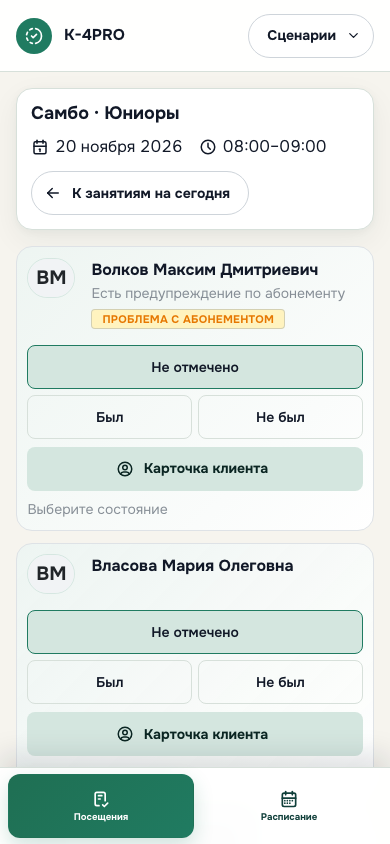 K-4PRO
Сценарии
Самбо · Юниоры
20 ноября 2026
08:00–09:00
К занятиям на сегодня
ВМ
Волков Максим Дмитриевич
Есть предупреждение по абонементу
ПРОБЛЕМА С АБОНЕМЕНТОМ
Не отмечено
Был
Не был
Карточка клиента
Выберите состояние
ВМ
Власова Мария Олеговна
Не отмечено
Был
Не был
Карточка клиента
Посещения
Расписание